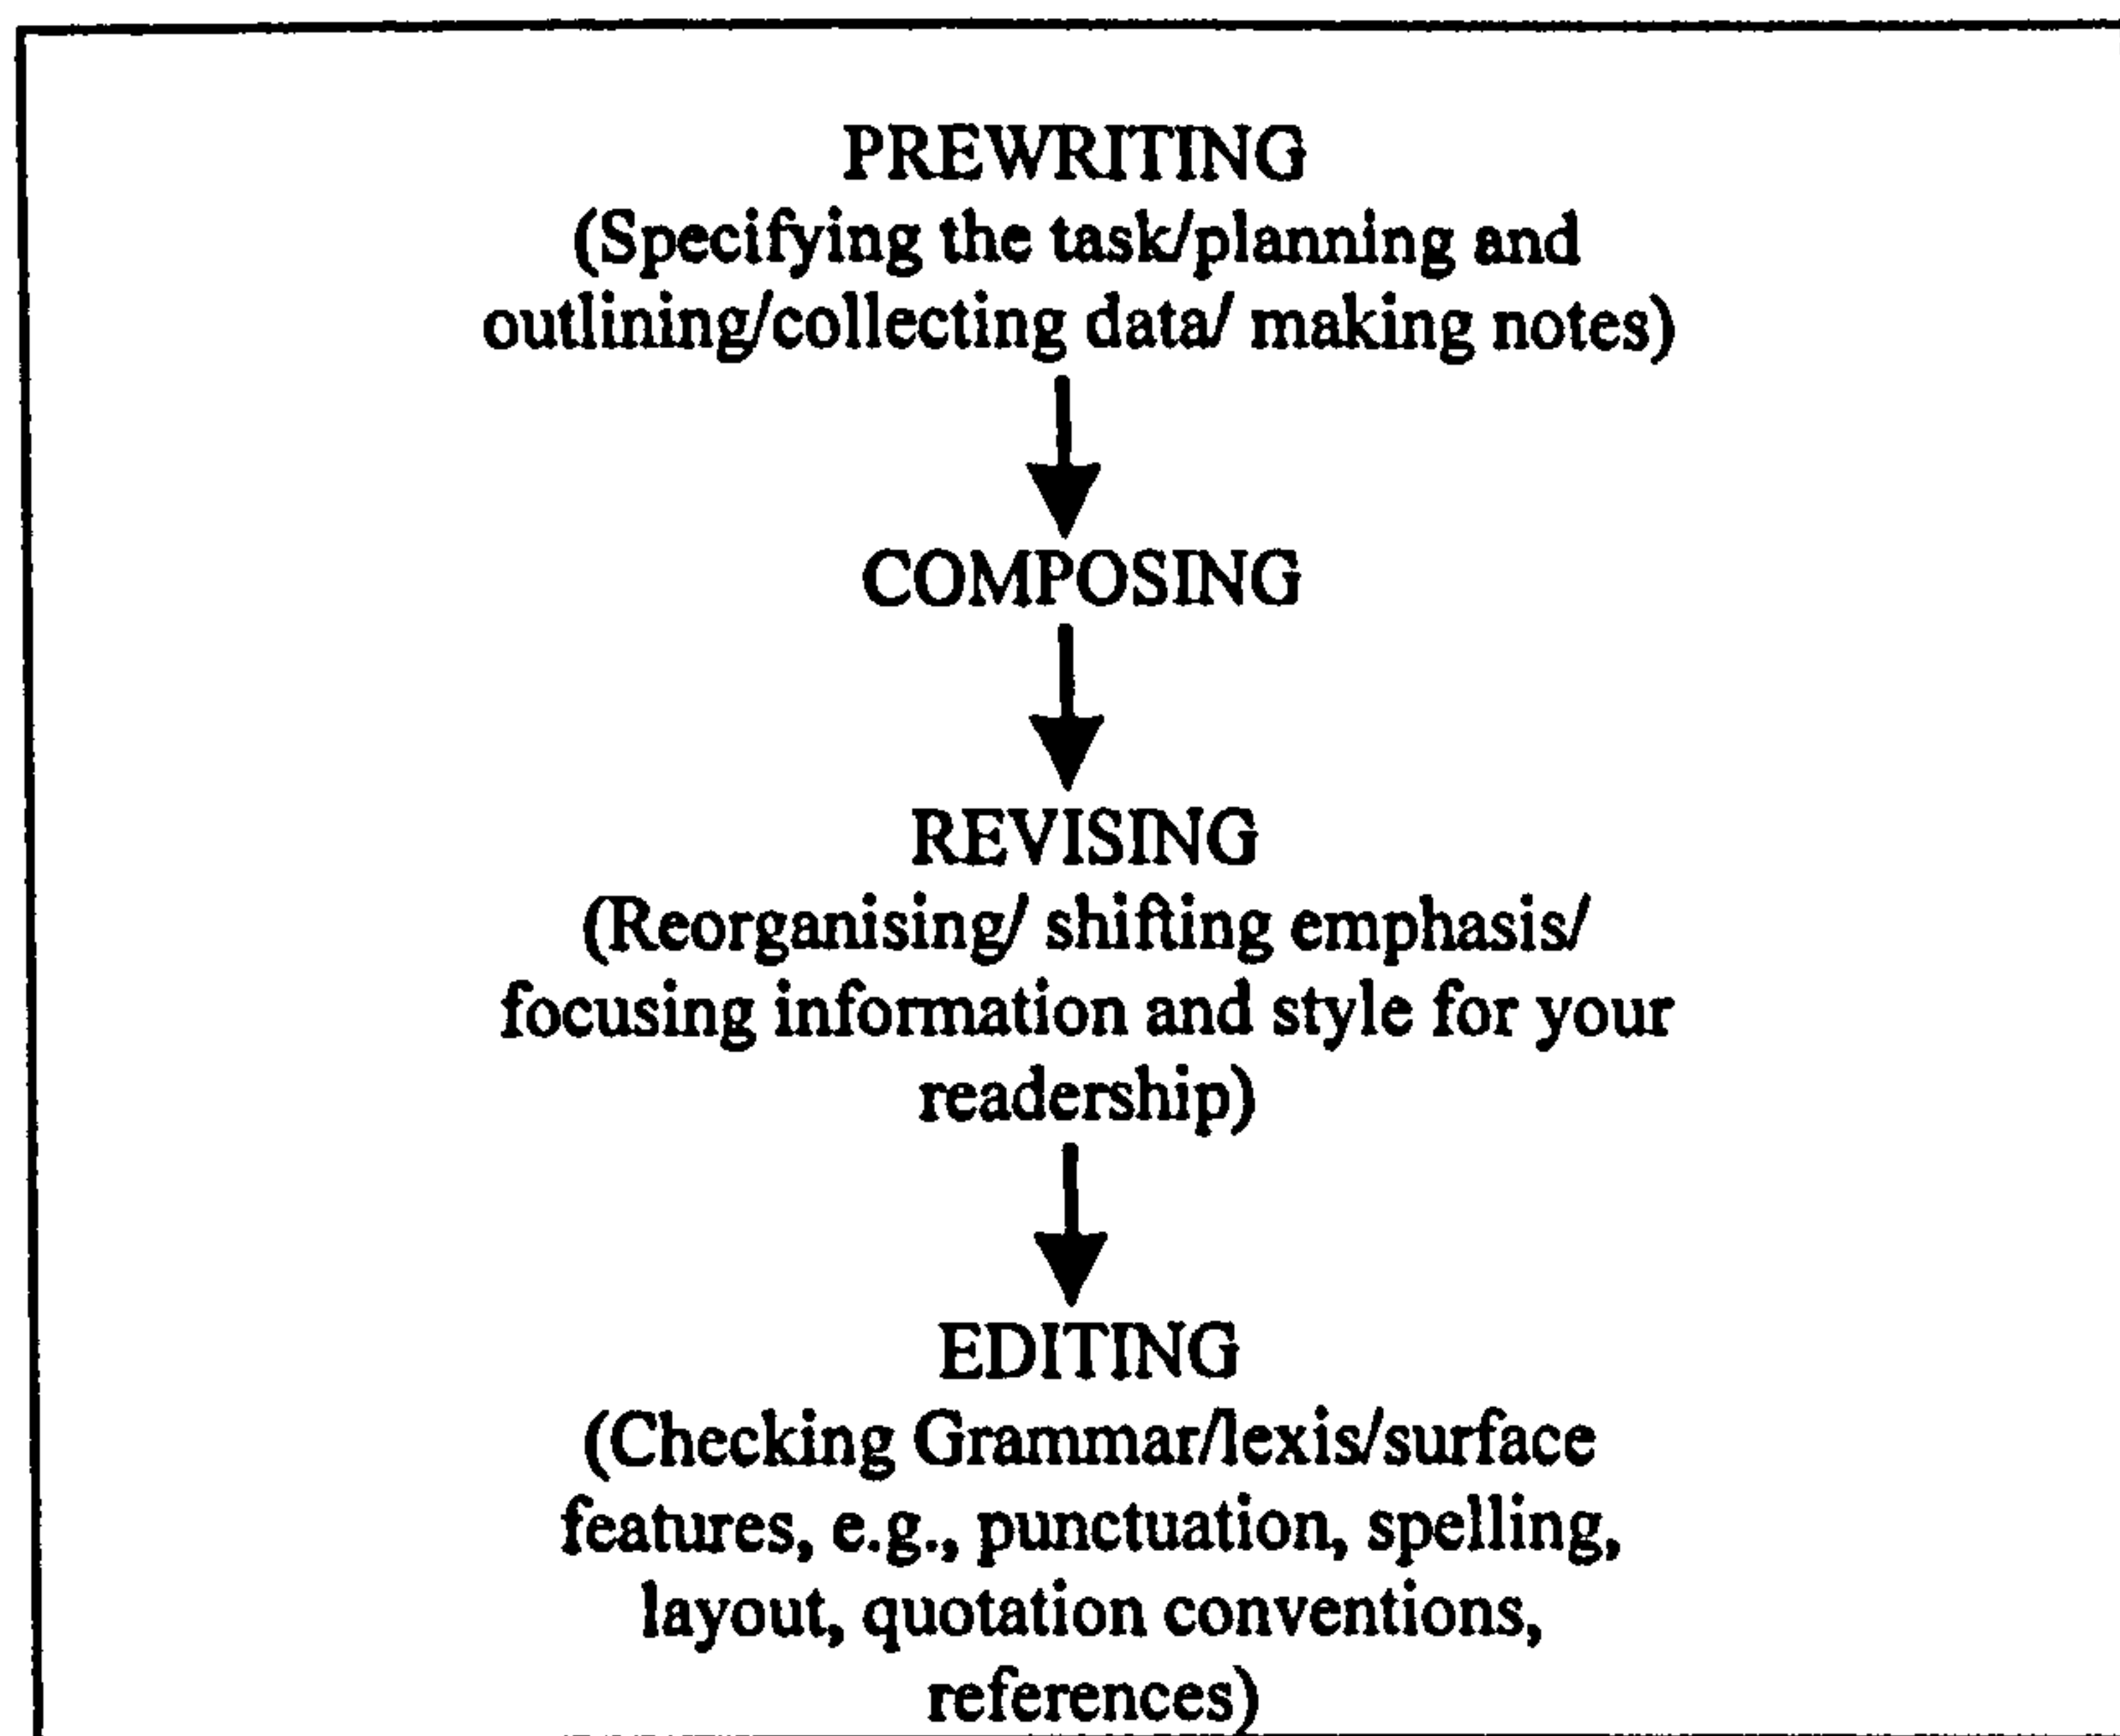 PREWRITING
(Specifying the task/planning and
outlining/collecting data/ making notes)
COMPOSING
REVISING
(Reorganising/ shifting emphasis/
focusing information and style for your
readership)
EDITING
(Checking Grammar/lexis/surface
features, e.g., punctuation, spelling,
layout, quotation conventions,
references)